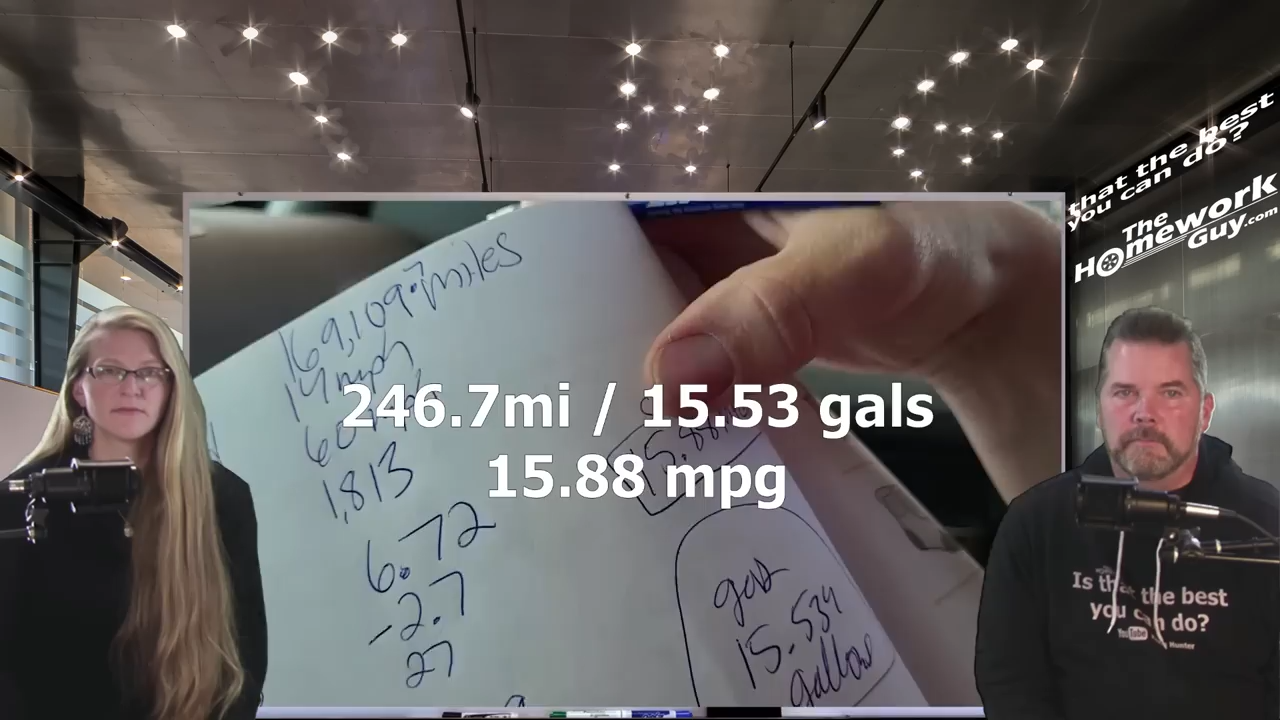 that the best
you can do?
The
Homework
Guy.com
169,109.7 miles
14 mph
1,813
6.72
-2.7
27
246.7mi / 15.53 gals
15.88 mpg
gas
15.534
gallons
Is that the best
you can do?
YouTube
Hunter